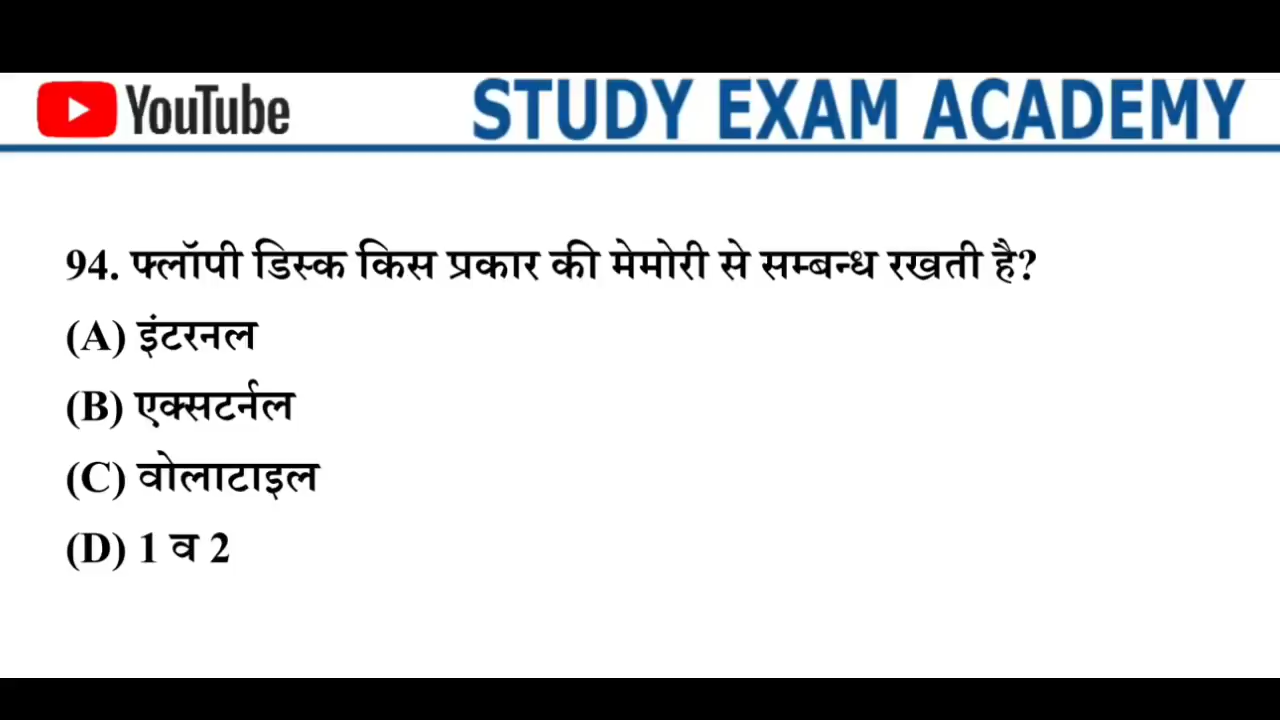 YouTube STUDY EXAM ACADEMY
94. फ्लॉपी डिस्क किस प्रकार की मेमोरी से सम्बन्ध रखती है?
(A) इंटरनल
(B) एक्सटर्नल
(C) वोलाटाइल
(D) 1 व 2